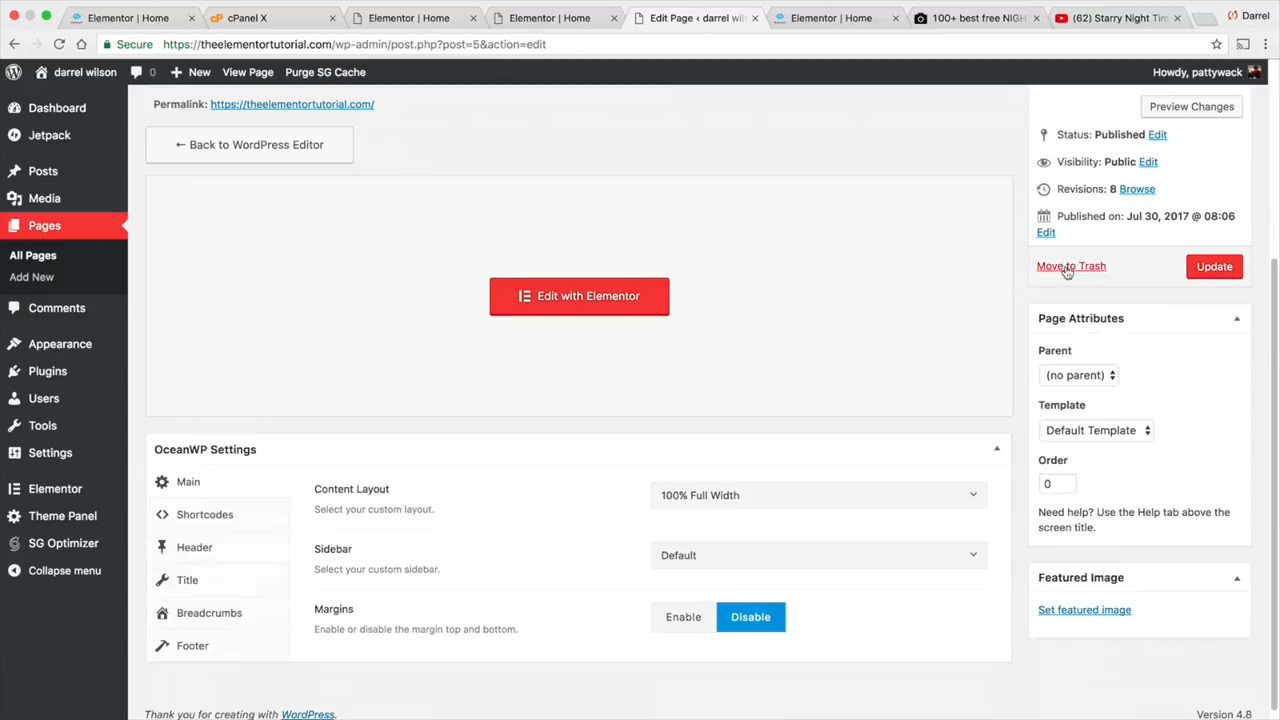 Elementor | Home
cPanel X
Elementor | Home
Elementor | Home
Edit Page ‹ darrel wils
Elementor | Home
100+ best free NIGH
(62) Starry Night Tim
Darrel
Secure
https://theelementortutorial.com/wp-admin/post.php?post=5&action=edit
darrel wilson
0
New
View Page
Purge SG Cache
Howdy, pattywack
Dashboard
Jetpack
Posts
Media
Pages
All Pages
Add New
Comments
Appearance
Plugins
Users
Tools
Settings
Elementor
Theme Panel
SG Optimizer
Collapse menu
Permalink: https://theelementortutorial.com/
← Back to WordPress Editor
Edit with Elementor
OceanWP Settings
Main
Shortcodes
Header
Title
Breadcrumbs
Footer
Content Layout
Select your custom layout.
100% Full Width
Sidebar
Select your custom sidebar.
Default
Margins
Enable or disable the margin top and bottom.
Enable
Disable
Preview Changes
Status: Published Edit
Visibility: Public Edit
Revisions: 8 Browse
Published on: Jul 30, 2017 @ 08:06
Edit
Move to Trash
Update
Page Attributes
Parent
(no parent)
Template
Default Template
Order
0
Need help? Use the Help tab above the
screen title.
Featured Image
Set featured image
Thank you for creating with WordPress.
Version 4.8